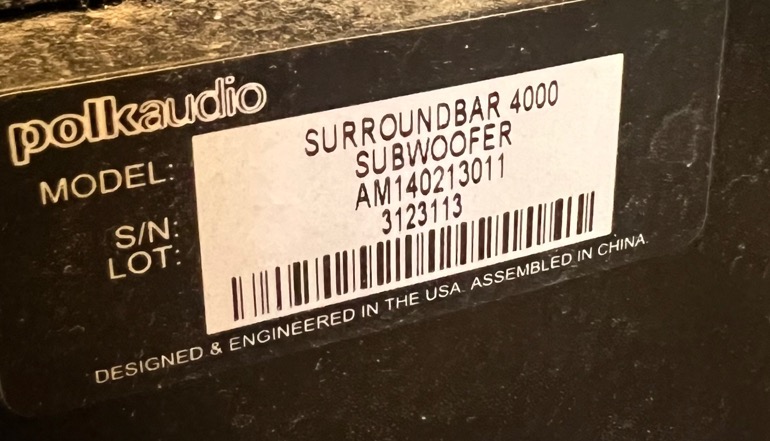 polkaudio
MODEL: SURROUNDBAR 4000
SUBWOOFER
S/N: AM140213011
LOT: 3123113
DESIGNED & ENGINEERED IN THE USA. ASSEMBLED IN CHINA.